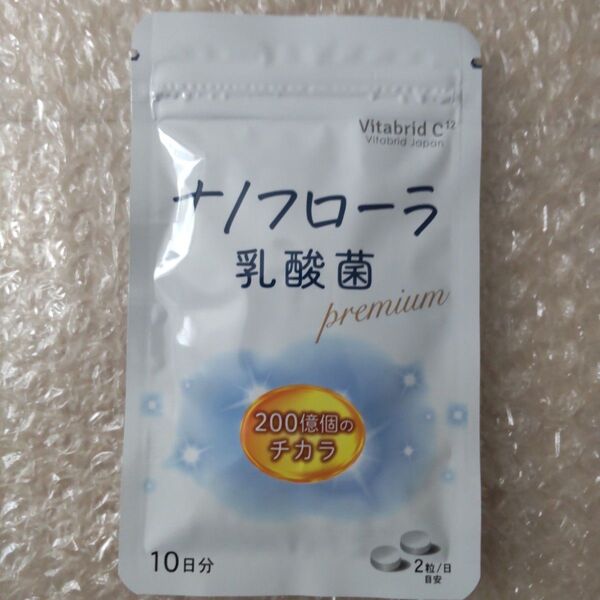 Vitabrid C¹²
Vitabrid Japan
ナノフローラ
乳酸菌
premium
200億個の
チカラ
10日分
2粒/日
目安